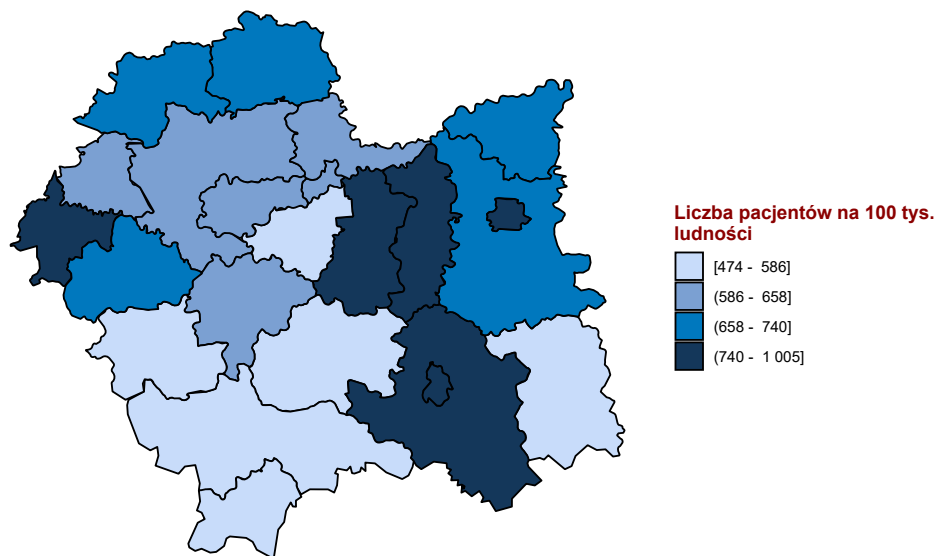 Liczba pacjentów na 100 tys.
ludności
[474 - 586]
(586 - 658]
(658 - 740]
(740 - 1 005]